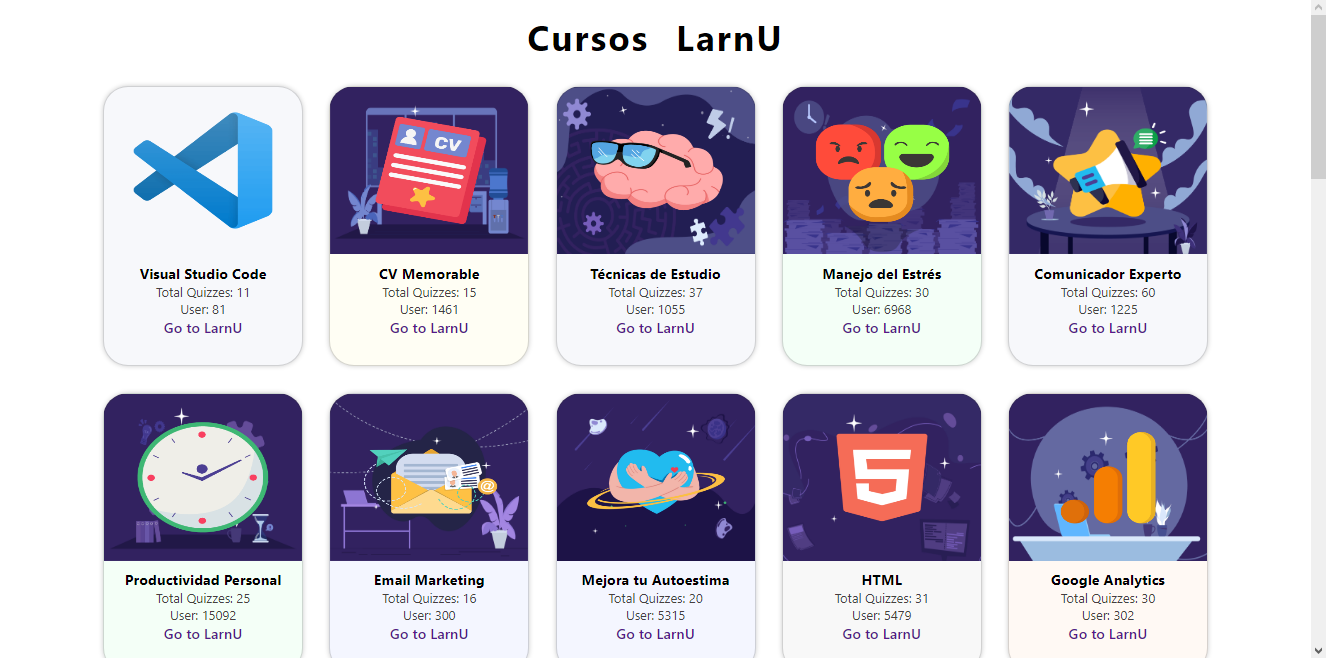 Cursos LarnU
CV
Visual Studio Code
Total Quizzes: 11
User: 81
Go to LarnU
CV Memorable
Total Quizzes: 15
User: 1461
Go to LarnU
Técnicas de Estudio
Total Quizzes: 37
User: 1055
Go to LarnU
Manejo del Estrés
Total Quizzes: 30
User: 6968
Go to LarnU
Comunicador Experto
Total Quizzes: 60
User: 1225
Go to LarnU
Productividad Personal
Total Quizzes: 25
User: 15092
Go to LarnU
@
Email Marketing
Total Quizzes: 16
User: 300
Go to LarnU
Mejora tu Autoestima
Total Quizzes: 20
User: 5315
Go to LarnU
5
HTML
Total Quizzes: 31
User: 5479
Go to LarnU
Google Analytics
Total Quizzes: 30
User: 302
Go to LarnU